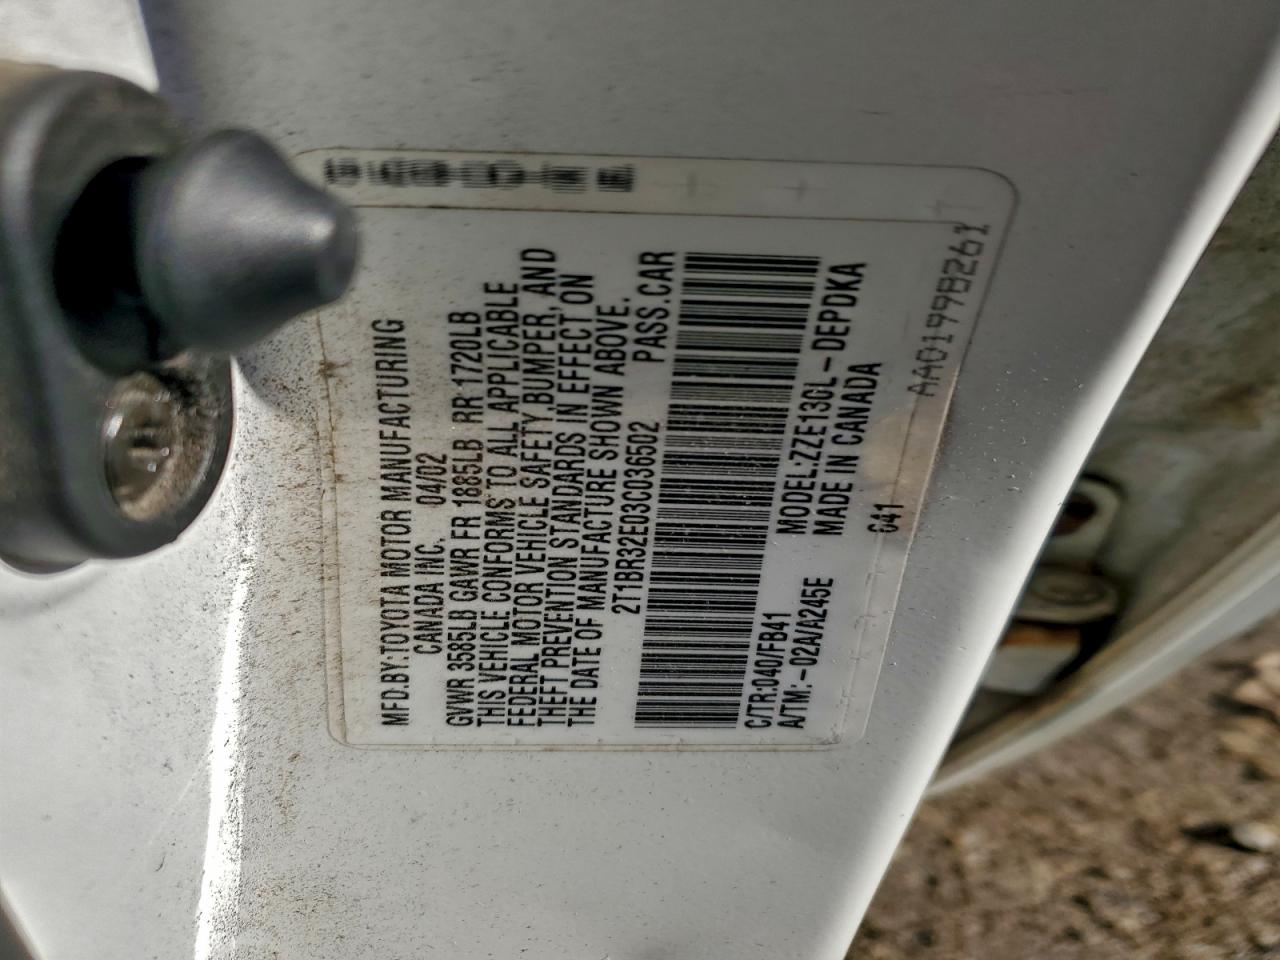 MFD.BY:TOYOTA MOTOR MANUFACTURING
CANADA INC. 04/02
GVWR 3585LB GAWR FR 1885LB RR 1720LB
THIS VEHICLE CONFORMS TO ALL APPLICABLE
FEDERAL MOTOR VEHICLE SAFETY,BUMPER, AND
THEFT PREVENTION STANDARDS IN EFFECT ON
THE DATE OF MANUFACTURE SHOWN ABOVE.
2T1BR32E03C036502 PASS.CAR
C/TR:040/FB41 MODEL:ZZE13GL-DEPDKA
A/TM:-02A/A245E MADE IN CANADA
C41
AA0199B261